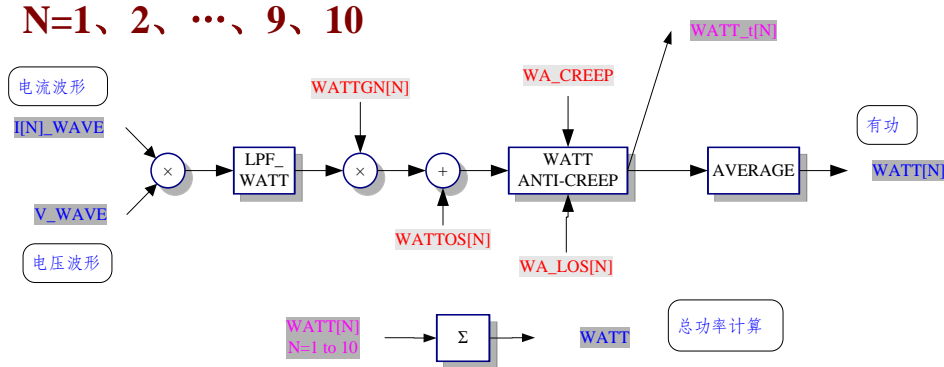 N=1、2、···、9、10
WATT_t[N]
电流波形
WATTGN[N]
WA_CREEP
有功
I[N]_WAVE
×
LPF_
WATT
×
+
WATT
ANTI-CREEP
AVERAGE
WATT[N]
V_WAVE
WATTOS[N]
WA_LOS[N]
电压波形
WATT[N]
N=1 to 10
Σ
WATT
总功率计算